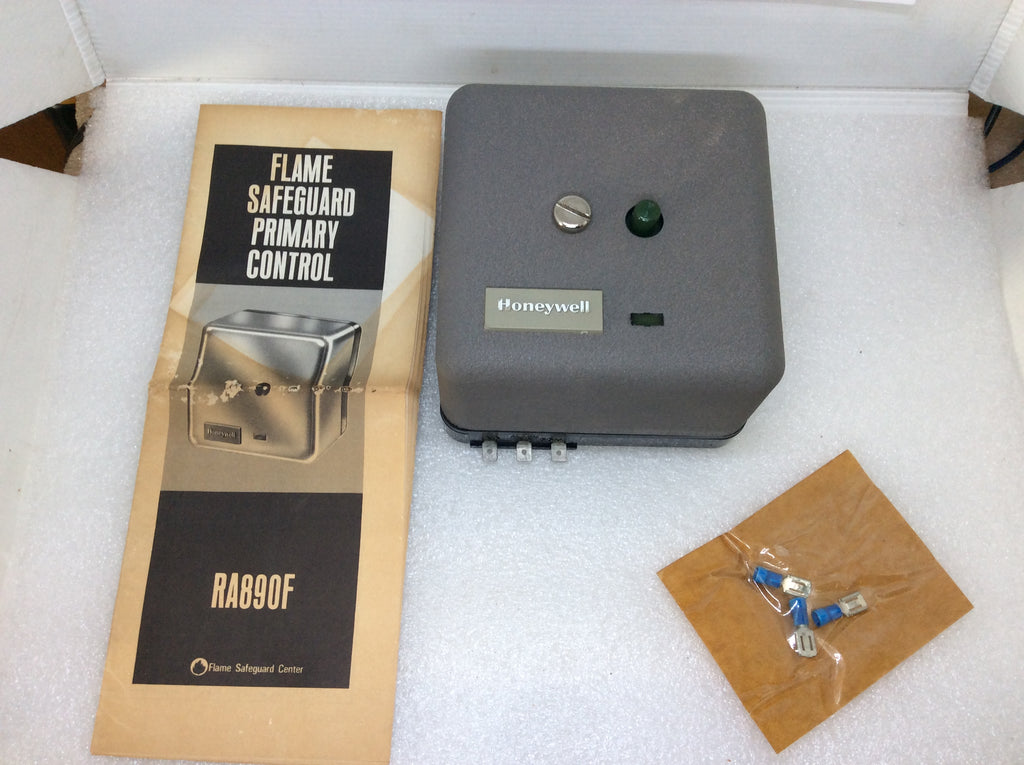 FLAME
SAFEGUARD
PRIMARY
CONTROL
Honeywell
RA890F
Flame Safeguard Center
Honeywell